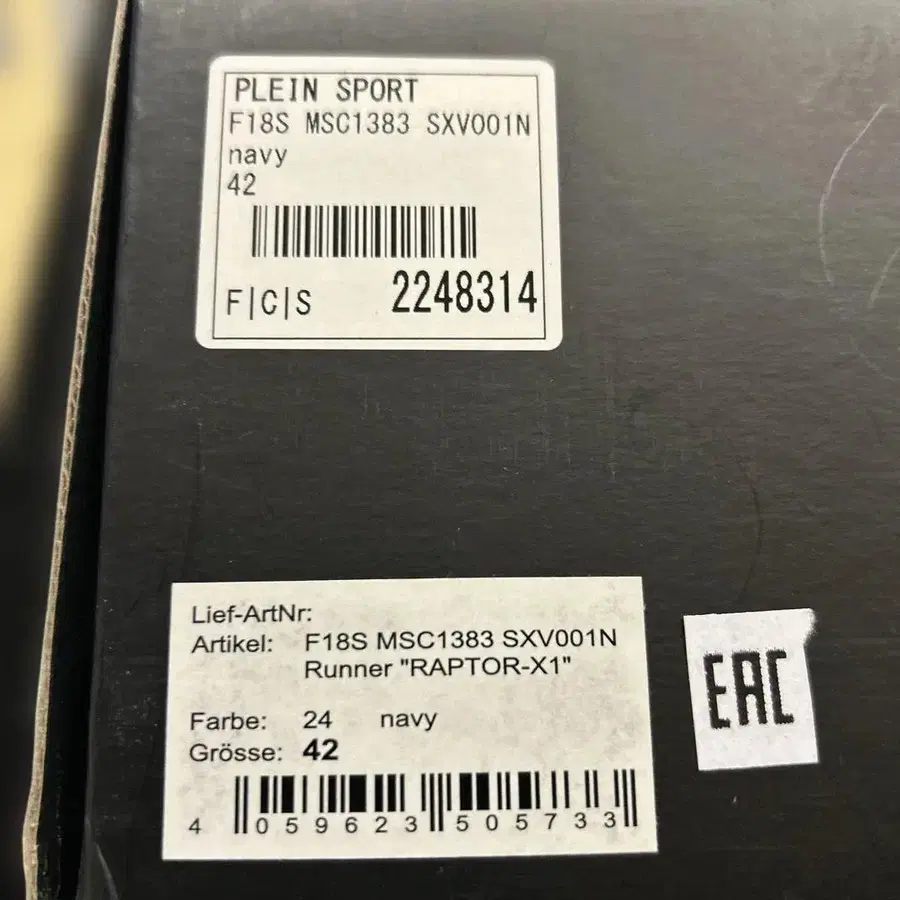 PLEIN SPORT
F18S MSC1383 SXV001N
navy
42
F|C|S 2248314
Lief-ArtNr:
Artikel: F18S MSC1383 SXV001N
Runner "RAPTOR-X1"
Farbe: 24 navy
Grösse: 42
4 059623 505733
EAC